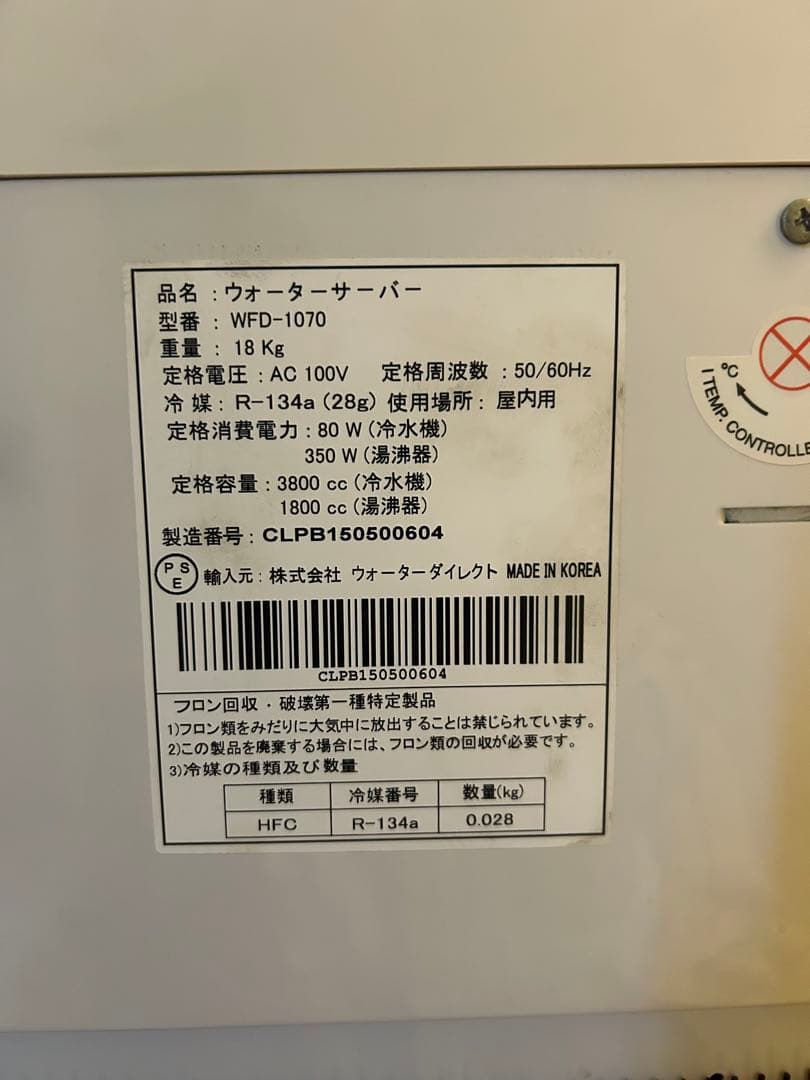 品名 : ウォーターサーバー
型番 : WFD-1070
重量 : 18 Kg
定格電圧 : AC 100V 定格周波数 : 50/60Hz
冷 媒 : R-134a (28g) 使用場所 : 屋内用
定格消費電力 : 80 W (冷水機)
350 W (湯沸器)
定格容量 : 3800 cc (冷水機)
1800 cc (湯沸器)
製造番号 : CLPB150500604
PSE 輸入元 : 株式会社 ウォーターダイレクト MADE IN KOREA
CLPB150500604
フロン回収・破壊第一種特定製品
1)フロン類をみだりに大気中に放出することは禁じられています。
2)この製品を廃棄する場合には、フロン類の回収が必要です。
3)冷媒の種類及び数量
種類 冷媒番号 数量(kg)
HFC R-134a 0.028
℃
TEMP.